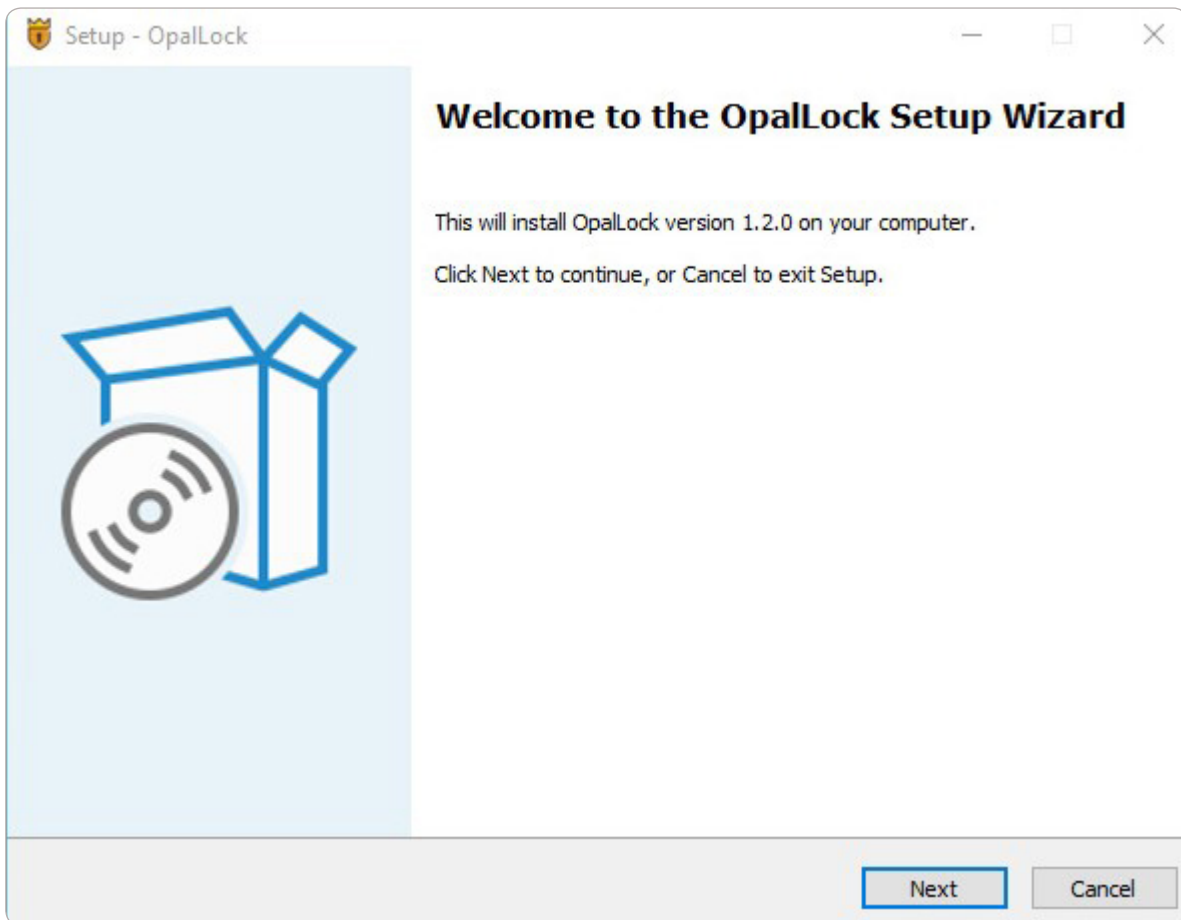 Setup - OpalLock
Welcome to the OpalLock Setup Wizard
This will install OpalLock version 1.2.0 on your computer.
Click Next to continue, or Cancel to exit Setup.
Next Cancel